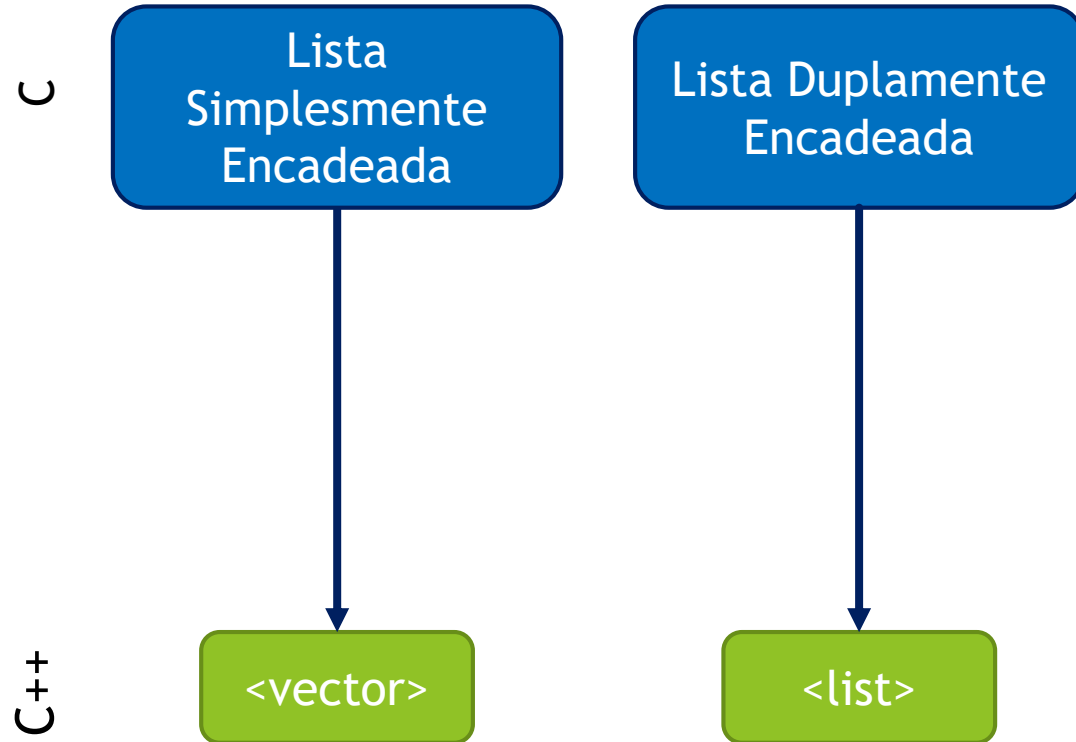 C
Lista
Simplesmente
Encadeada
Lista Duplamente
Encadeada
C++
<vector>
<list>